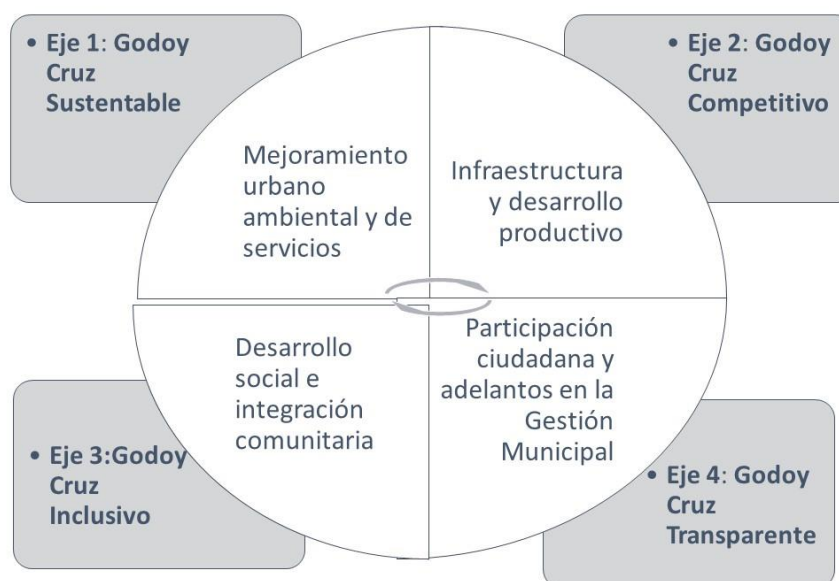 • Eje 1: Godoy
Cruz
Sustentable
• Eje 2: Godoy
Cruz
Competitivo
Mejoramiento
urbano
ambiental y de
servicios
Infraestructura
y desarrollo
productivo
Desarrollo
social e
integración
comunitaria
Participación
ciudadana y
adelantos en la
Gestión
Municipal
• Eje 3:Godoy
Cruz
Inclusivo
• Eje 4: Godoy
Cruz
Transparente